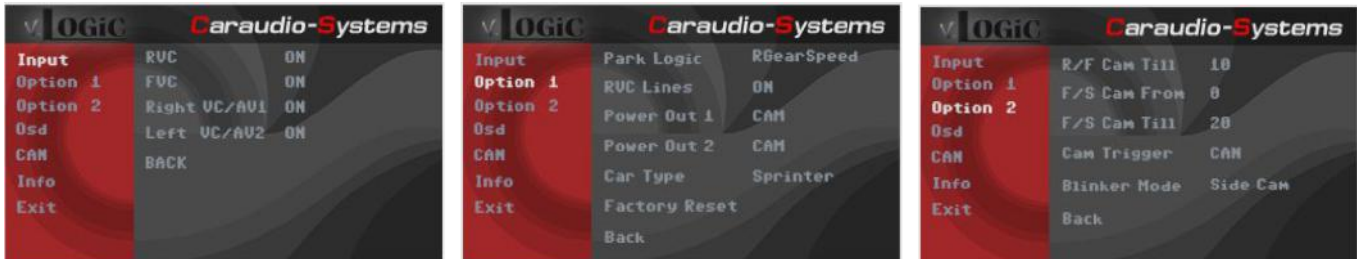 v.LOGiC Caraudio-Systems
Input
Option 1
Option 2
Osd
CAN
Info
Exit
RVC ON
FVC ON
Right VC/AV1 ON
Left VC/AV2 ON
BACK
v.LOGiC Caraudio-Systems
Input
Option 1
Option 2
Osd
CAN
Info
Exit
Park Logic RGearSpeed
RVC Lines ON
Power Out 1 CAM
Power Out 2 CAM
Car Type Sprinter
Factory Reset
Back
v.LOGiC Caraudio-Systems
Input
Option 1
Option 2
Osd
CAN
Info
Exit
R/F Cam Till 10
F/S Cam From 0
F/S Cam Till 20
Cam Trigger CAN
Blinker Mode Side Cam
Back